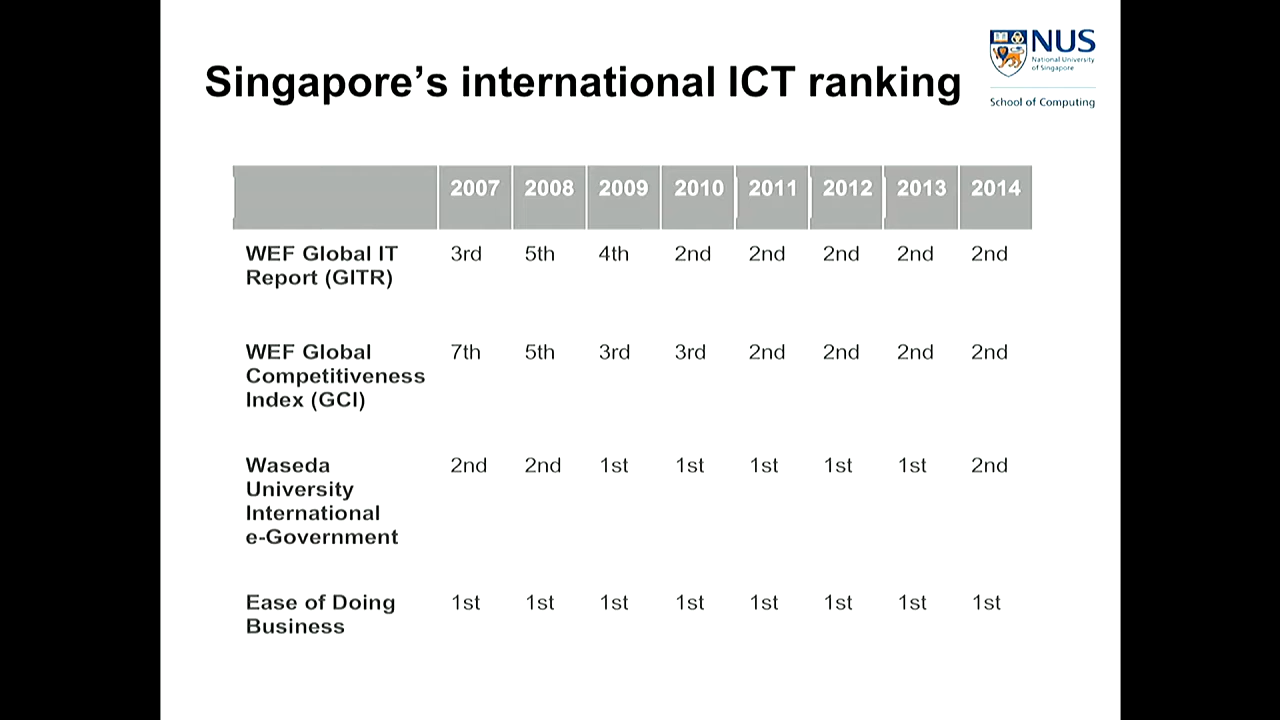 Singapore's international ICT ranking
NUS
National University
of Singapore
School of Computing
2007 2008 2009 2010 2011 2012 2013 2014
WEF Global IT 3rd 5th 4th 2nd 2nd 2nd 2nd 2nd
Report (GITR)
WEF Global 7th 5th 3rd 3rd 2nd 2nd 2nd 2nd
Competitiveness
Index (GCI)
Waseda 2nd 2nd 1st 1st 1st 1st 1st 2nd
University
International
e-Government
Ease of Doing 1st 1st 1st 1st 1st 1st 1st 1st
Business